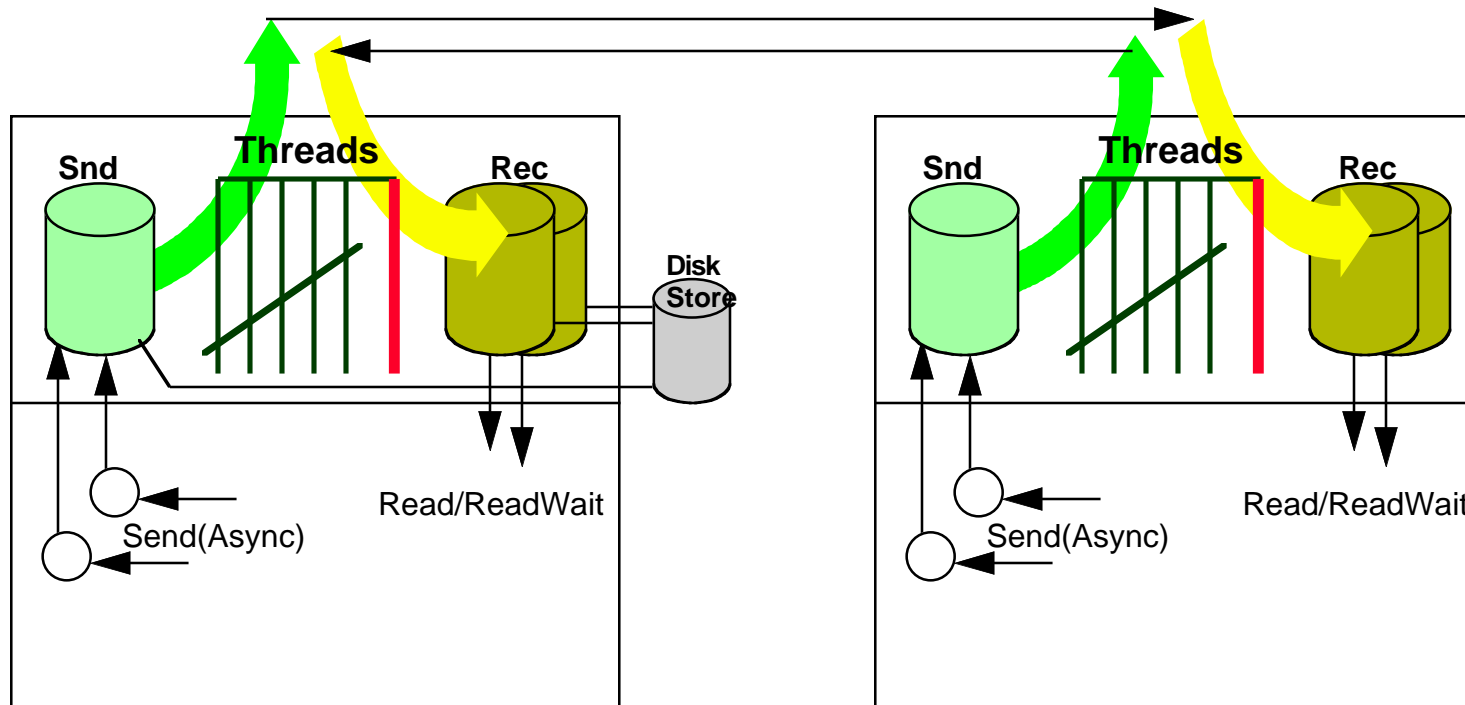 Threads
Snd
Rec
Disk
Store
Read/ReadWait
Send(Async)
Threads
Snd
Rec
Read/ReadWait
Send(Async)